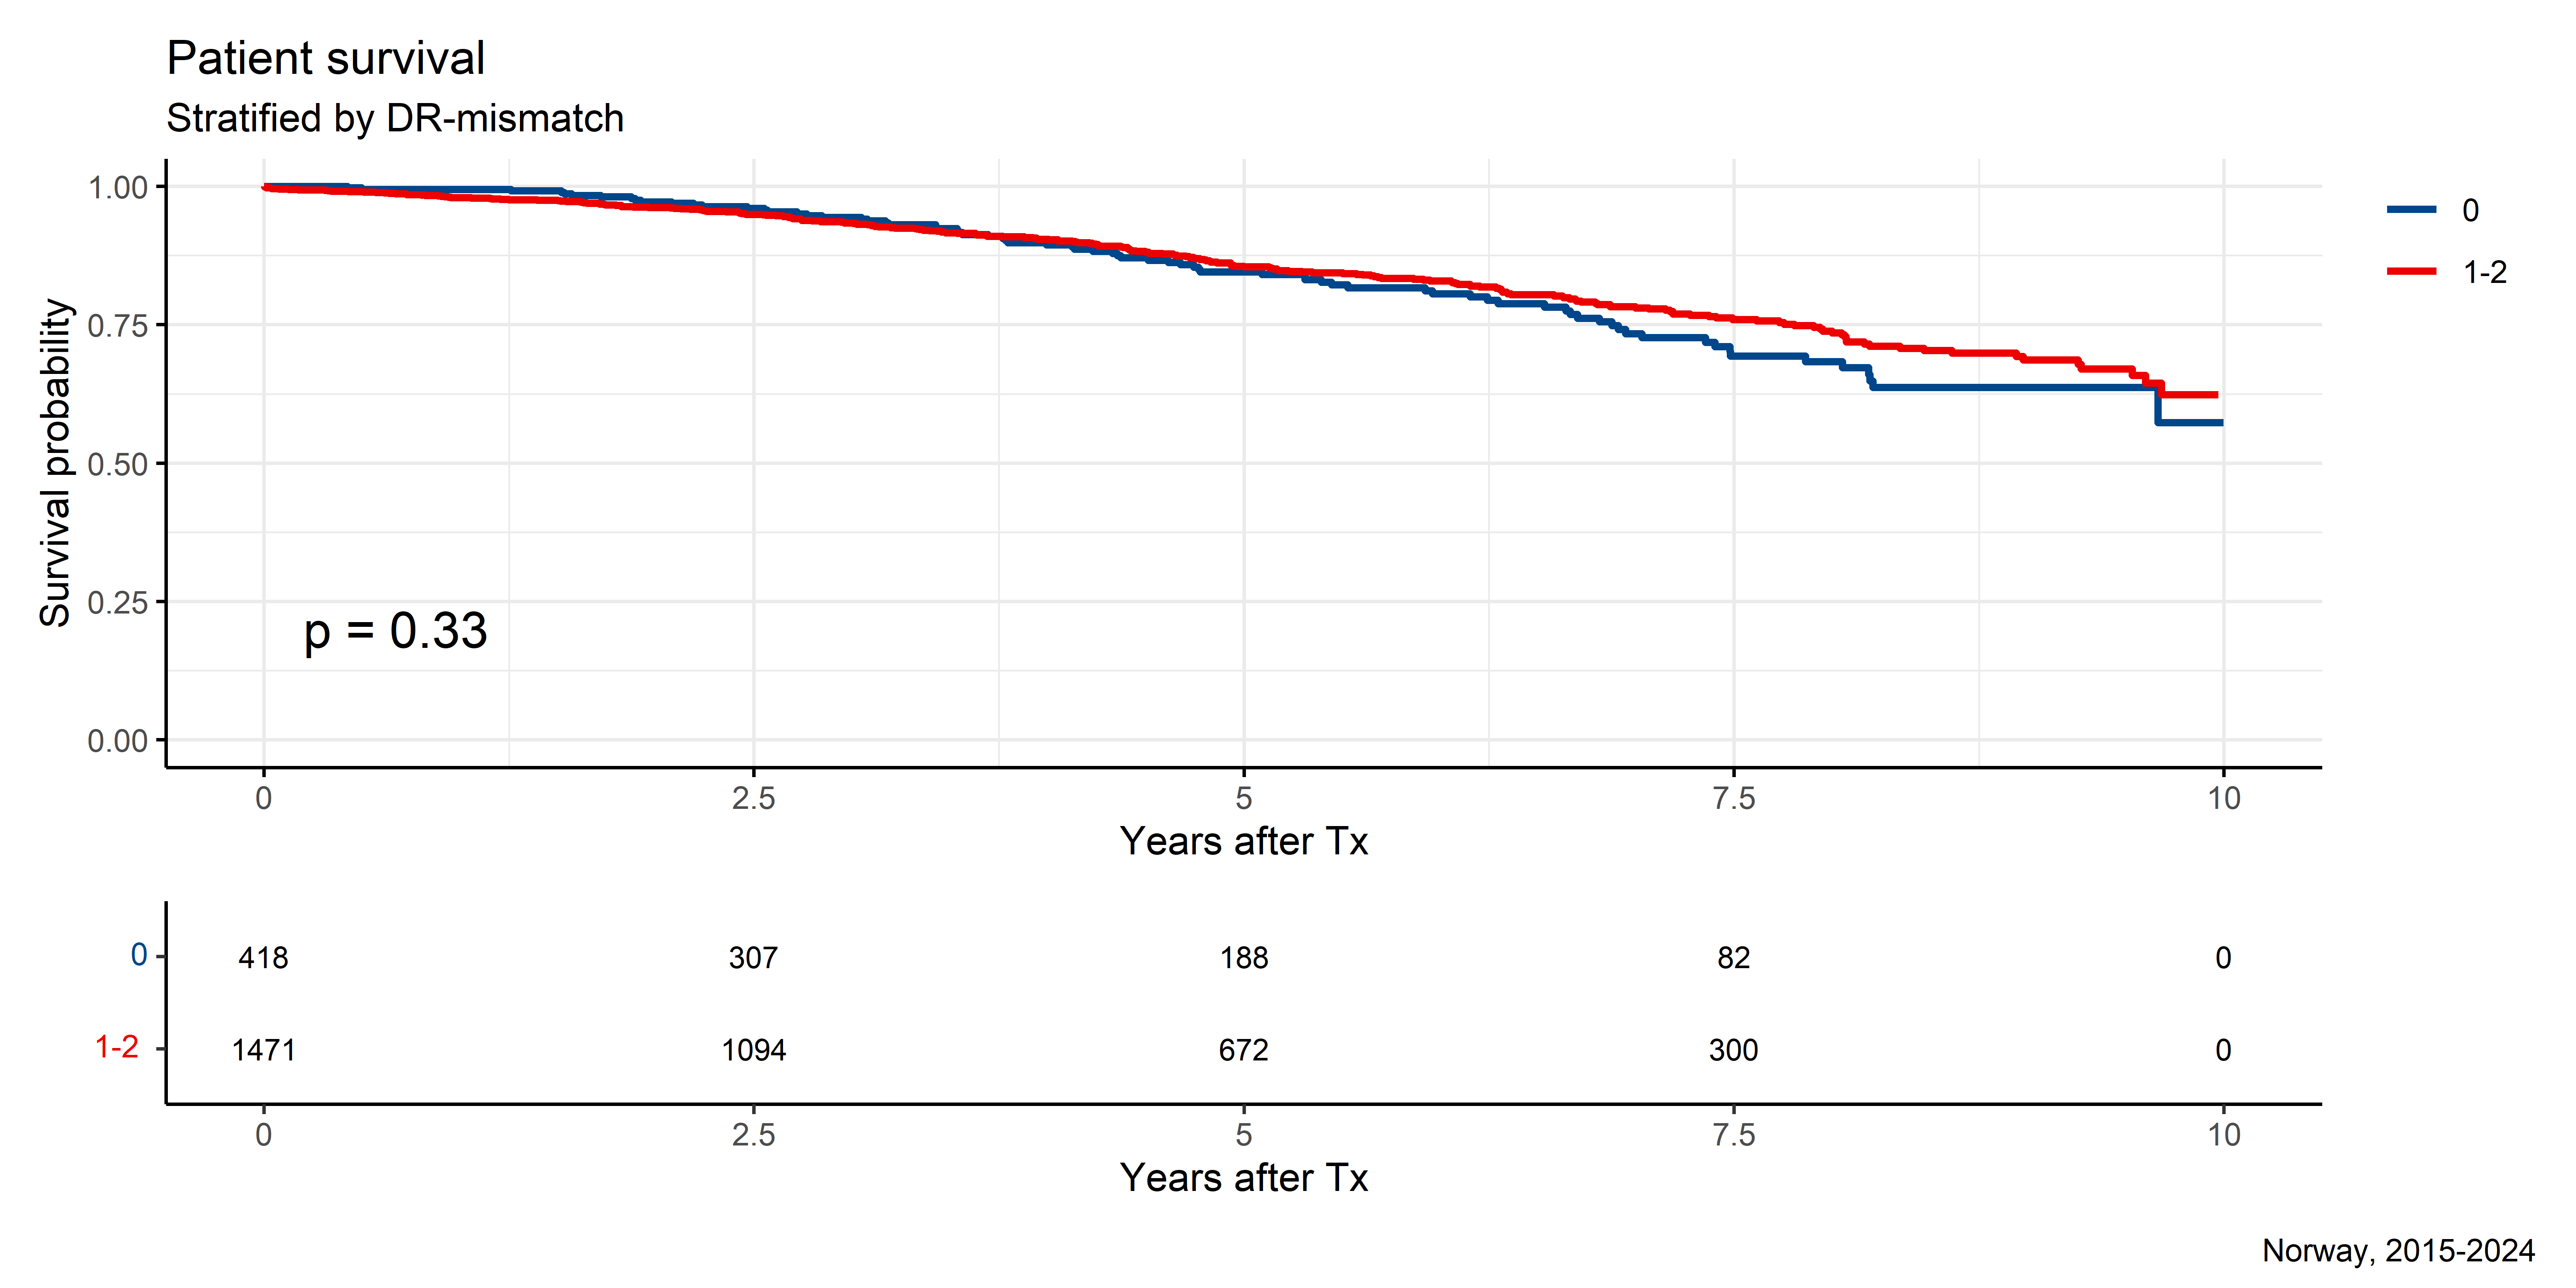 Patient survival
Stratified by DR-mismatch
Survival probability
1.00
0.75
0.50
0.25
0.00
p = 0.33
0
1-2
0 2.5 5 7.5 10
Years after Tx
0 418 307 188 82 0
1-2 1471 1094 672 300 0
0 2.5 5 7.5 10
Years after Tx
Norway, 2015-2024